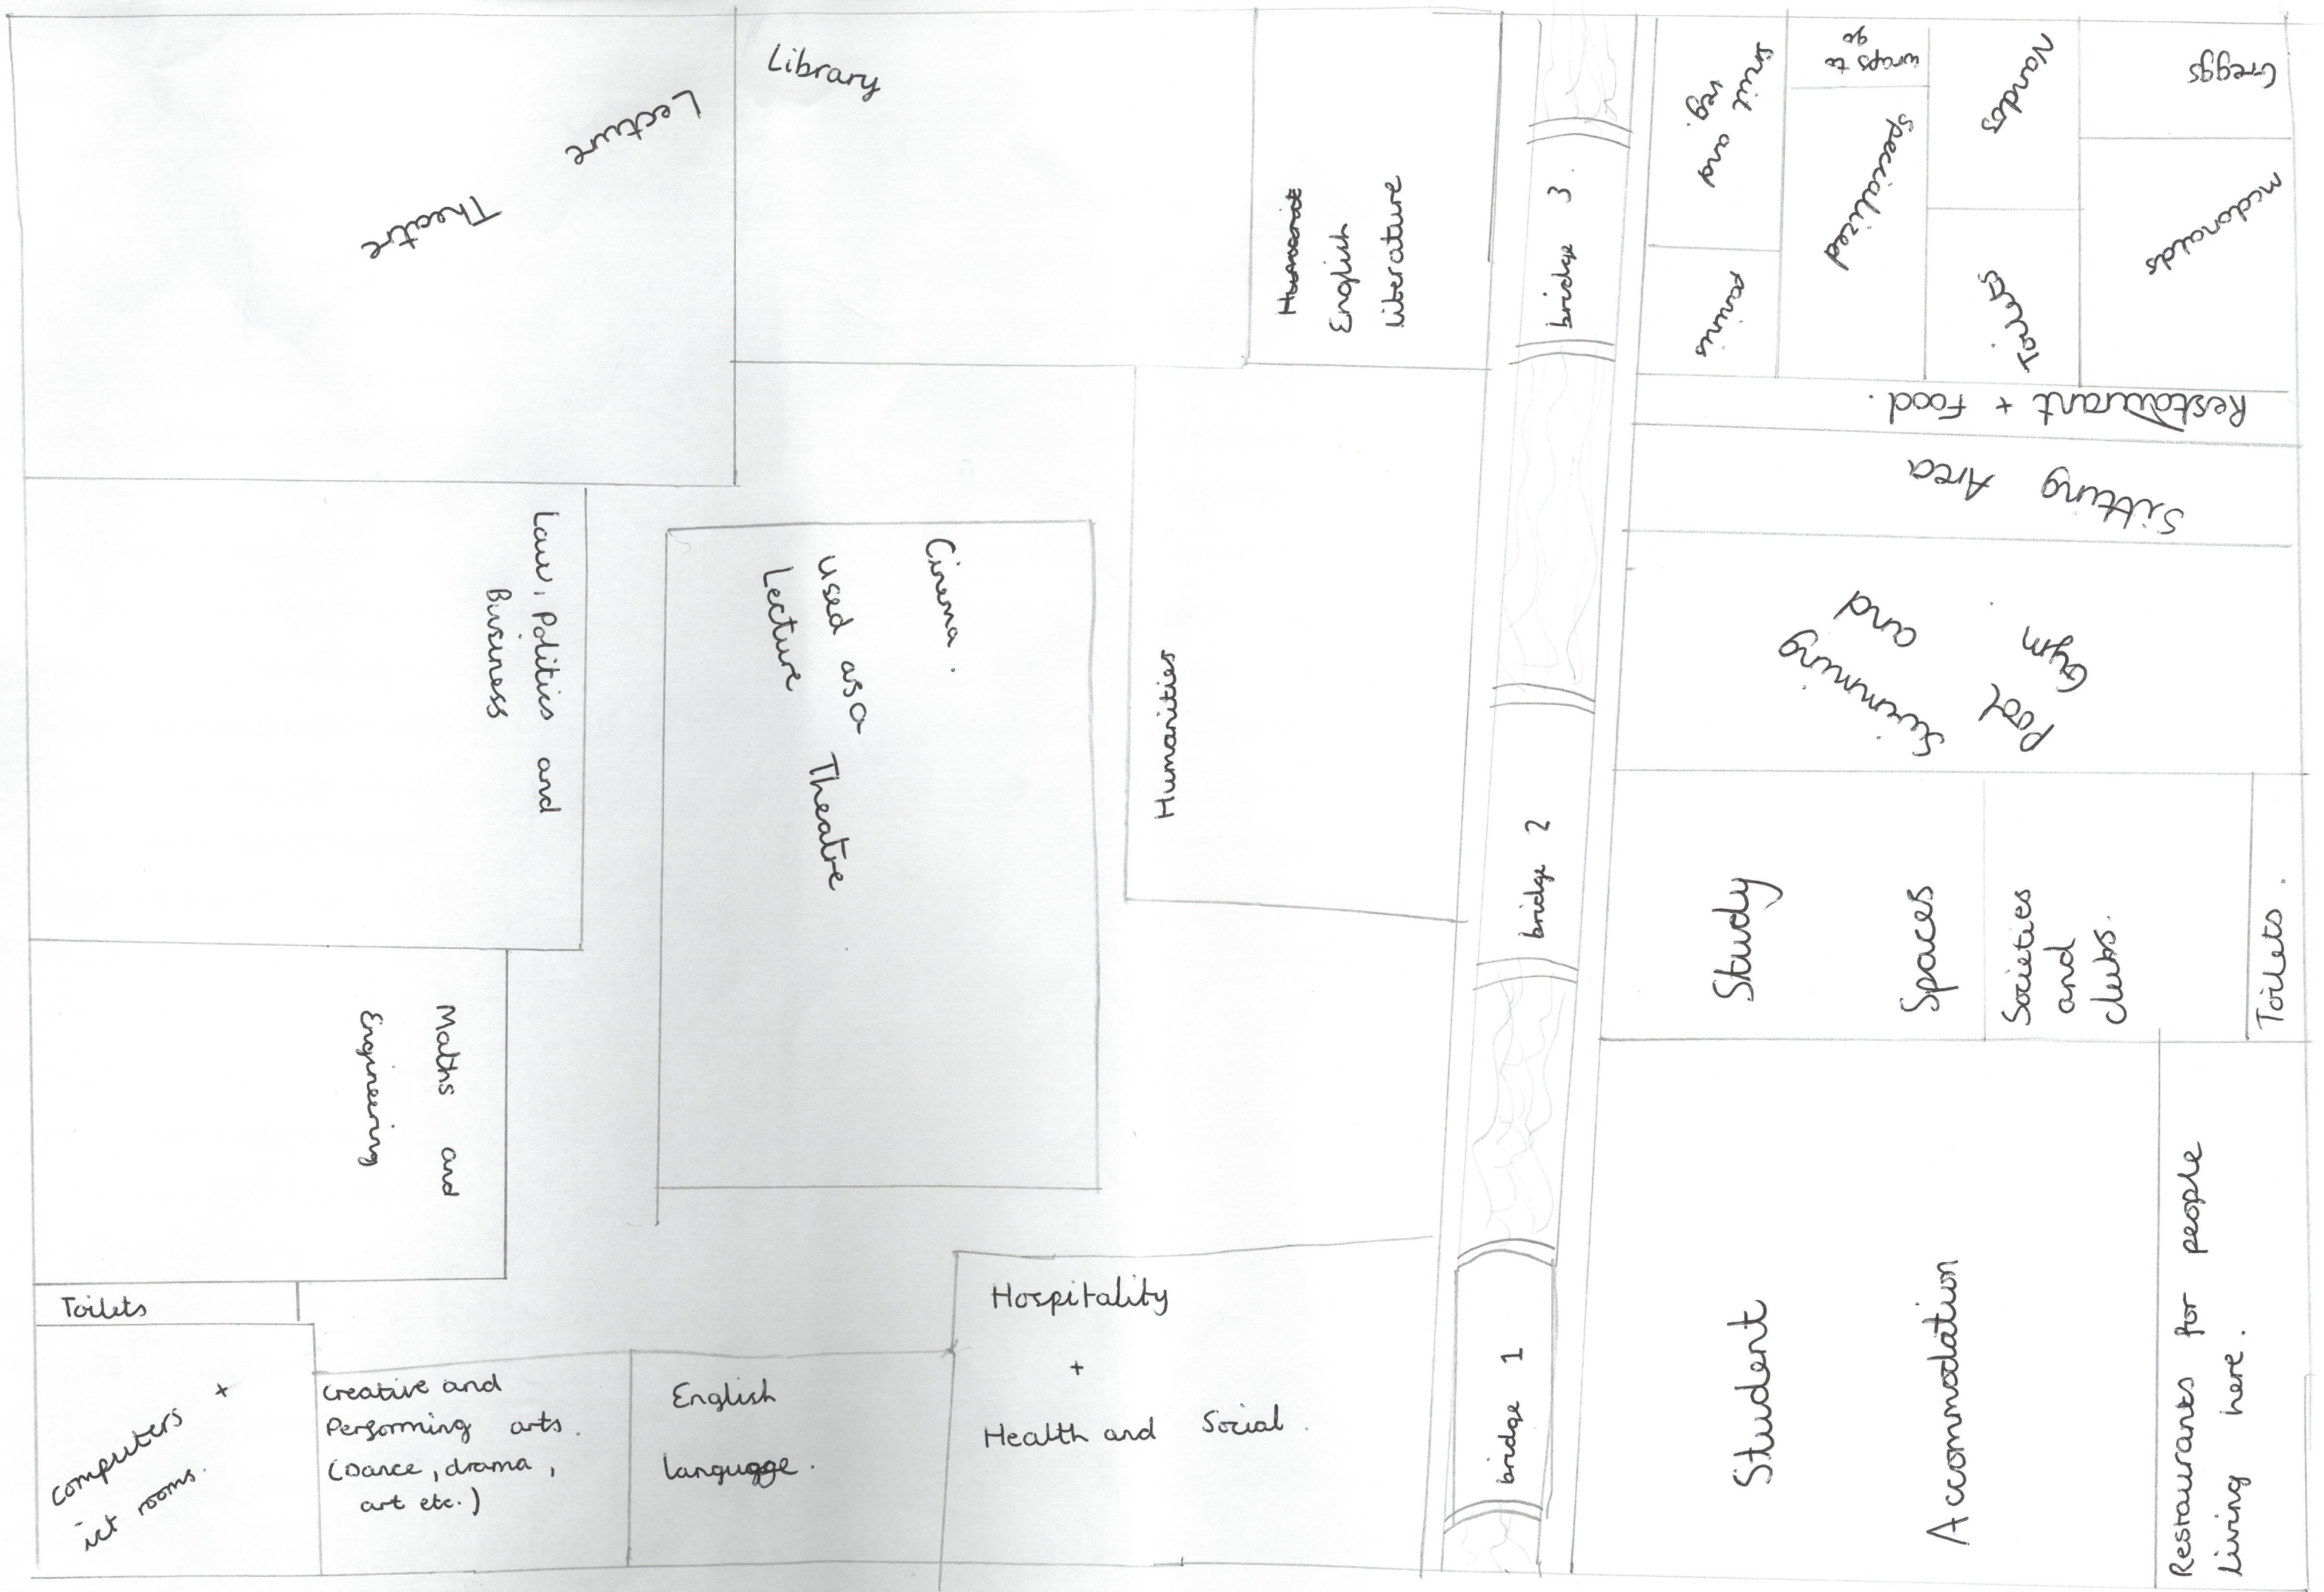 Lecture
Theatre
Library
English
literature
bridge 3.
fruit and
veg.
paninis
wraps to
go
Specialized
Nandos
Greggs
mcdonalds
Restaurant + Food.
Sitting Area
Swimming
Pool
and
Gym
Law, Politics and
Business
Cinema.
used as a
Lecture Theatre
Humanities
bridge 2
Study
Spaces
Societies
and
clubs.
Toilets.
Maths and
Engineering
Toilets
computers +
ict rooms.
Creative and
Performing arts.
(Dance, drama,
art etc.)
English
language.
Hospitality
+
Health and Social.
bridge 1
Student
Accommodation
Restaurants for people
living here.